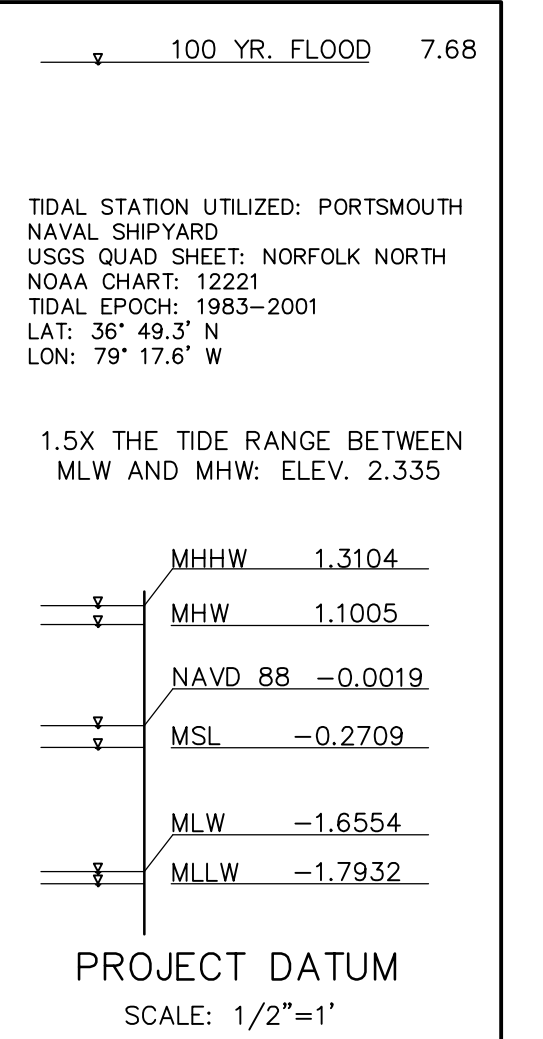 100 YR. FLOOD 7.68
TIDAL STATION UTILIZED: PORTSMOUTH
NAVAL SHIPYARD
USGS QUAD SHEET: NORFOLK NORTH
NOAA CHART: 12221
TIDAL EPOCH: 1983–2001
LAT: 36° 49.3' N
LON: 79° 17.6' W
1.5X THE TIDE RANGE BETWEEN
MLW AND MHW: ELEV. 2.335
MHHW 1.3104
MHW 1.1005
NAVD 88 –0.0019
MSL –0.2709
MLW –1.6554
MLLW –1.7932
PROJECT DATUM
SCALE: 1/2"=1'